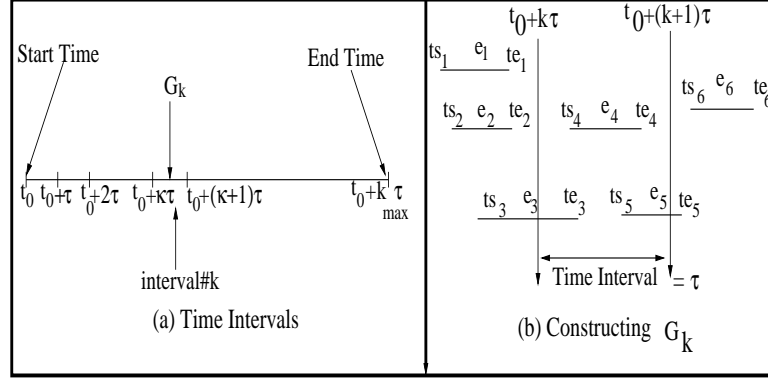 Start Time
End Time
G_k
t_0 t_0+τ t_0+2τ t_0+κτ t_0+(κ+1)τ t_0+k_max τ
interval#k
(a) Time Intervals
t_0+kτ t_0+(k+1)τ
ts_1 e_1 te_1
ts_6 e_6 te_6
ts_2 e_2 te_2 ts_4 e_4 te_4
ts_3 e_3 te_3 ts_5 e_5 te_5
Time Interval = τ
(b) Constructing G_k